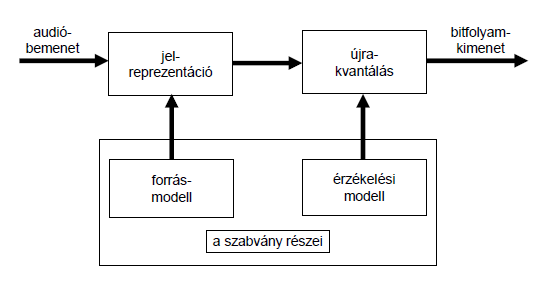 audió-
bemenet
jel-
reprezentáció
újra-
kvantálás
bitfolyam-
kimenet
forrás-
modell
érzékelési
modell
a szabvány részei